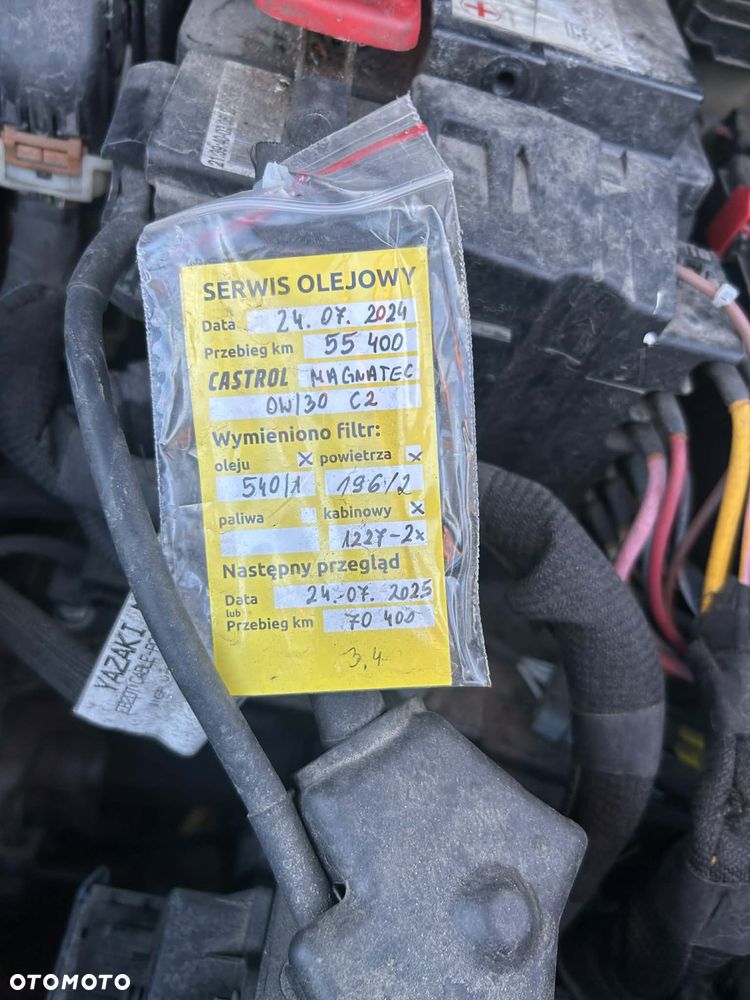 SERWIS OLEJOWY
Data 24.07.2024
Przebieg km 55 400
CASTROL MAGNATEC
0W/30 C2
Wymieniono filtr:
oleju x powietrza x
540/1 196/2
paliwa kabinowy x
1227-2x
Następny przegląd
Data 24.07.2025
lub
Przebieg km 70 400
3,4
YAZAKI
OTOMOTO